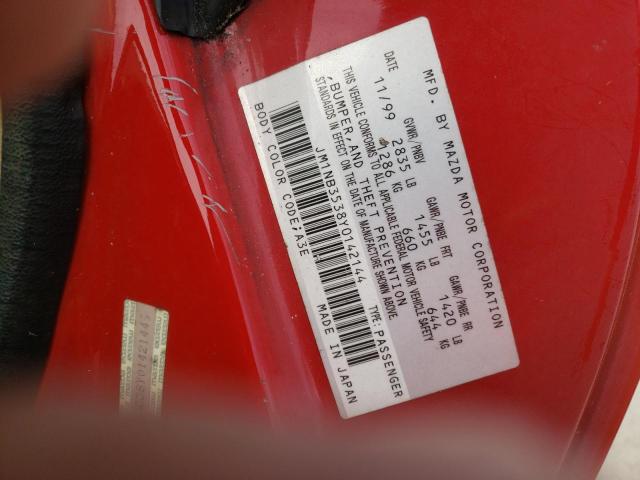 MFD. BY MAZDA MOTOR CORPORATION
DATE GVWR/PNBV GAWR/PNBE FRT GAWR/PNBE RR
11/99 2835 LB 1455 LB 1420 LB
1286 KG 660 KG 644 KG
THIS VEHICLE CONFORMS TO ALL APPLICABLE FEDERAL MOTOR VEHICLE SAFETY
STANDARDS IN EFFECT ON THE DATE OF MANUFACTURE SHOWN ABOVE
(BUMPER, AND THEFT PREVENTION
JM1NB3538Y0142144 TYPE: PASSENGER
BODY COLOR CODE;A3E MADE IN JAPAN